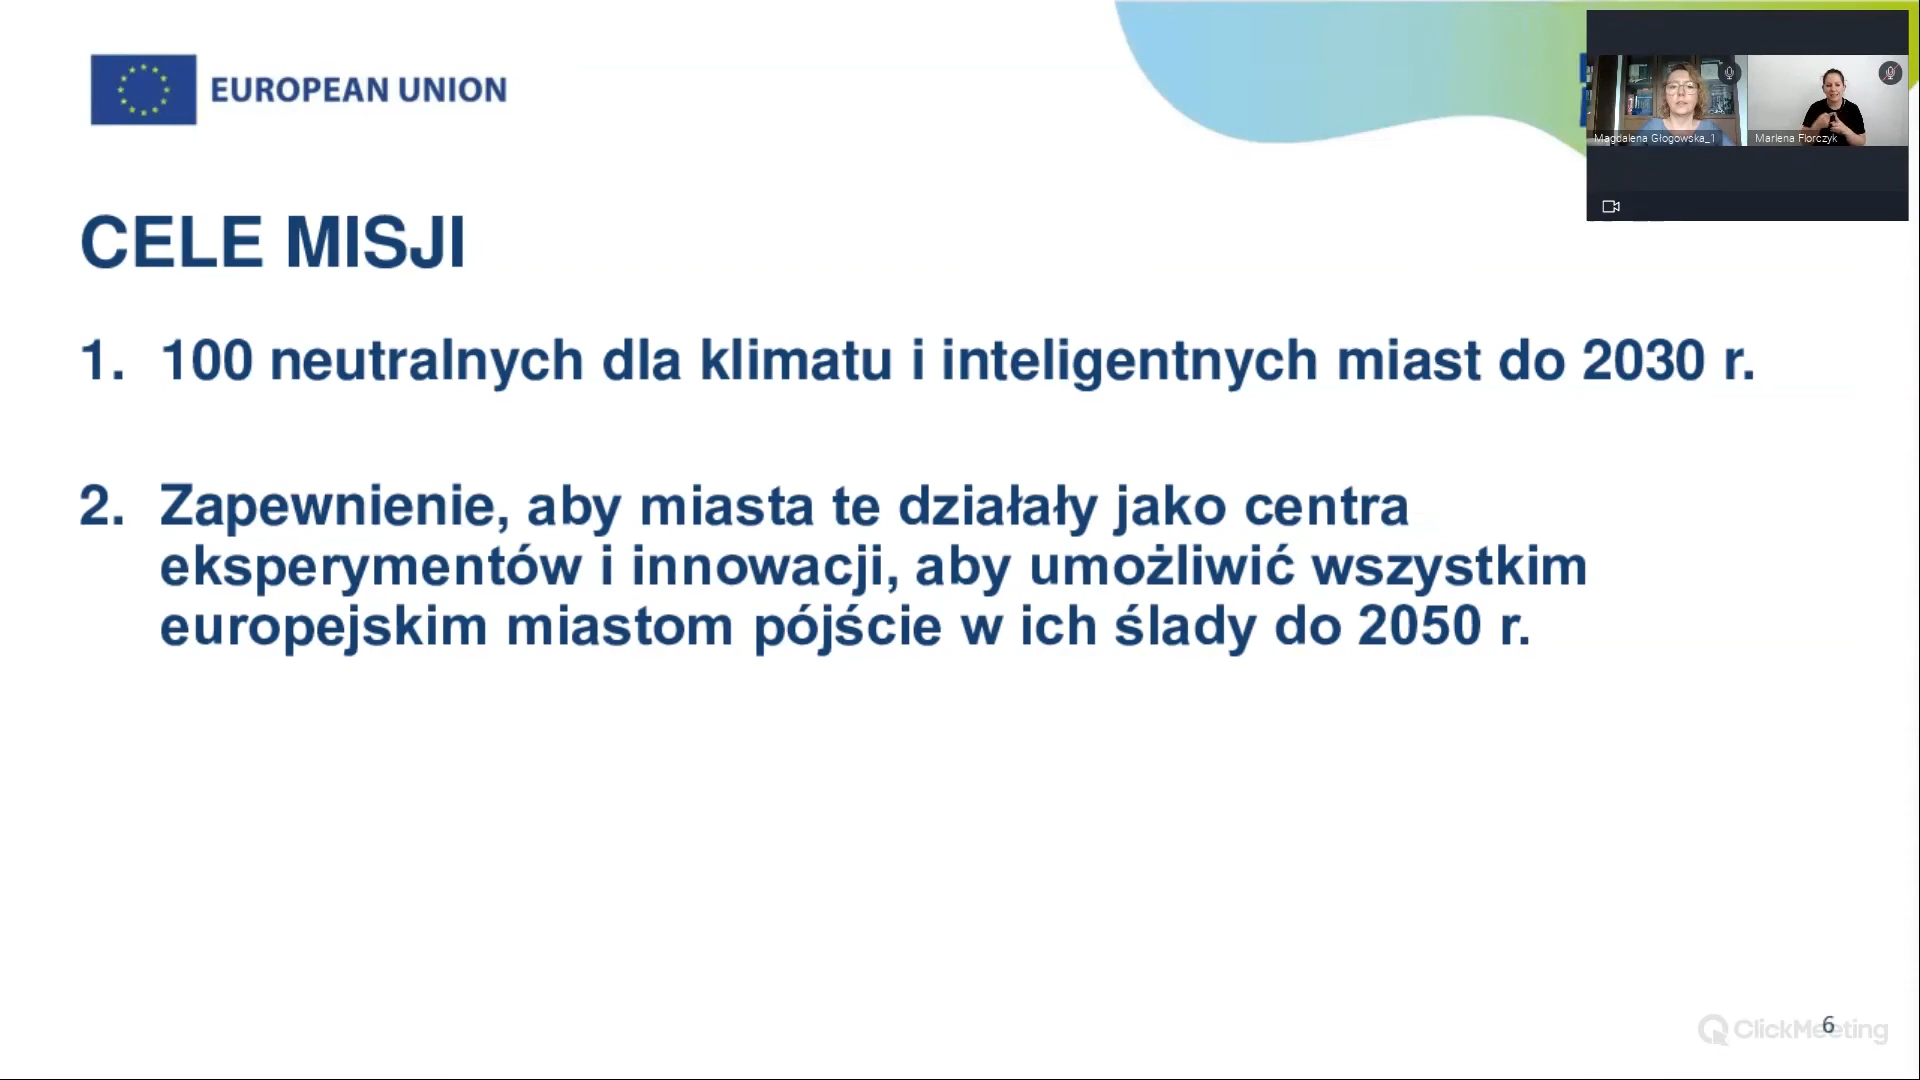 EUROPEAN UNION
Magdalena Głogowska_1
Marlena Florczyk
CELE MISJI
1. 100 neutralnych dla klimatu i inteligentnych miast do 2030 r.
2. Zapewnienie, aby miasta te działały jako centra
eksperymentów i innowacji, aby umożliwić wszystkim
europejskim miastom pójście w ich ślady do 2050 r.
ClickMeeting
6